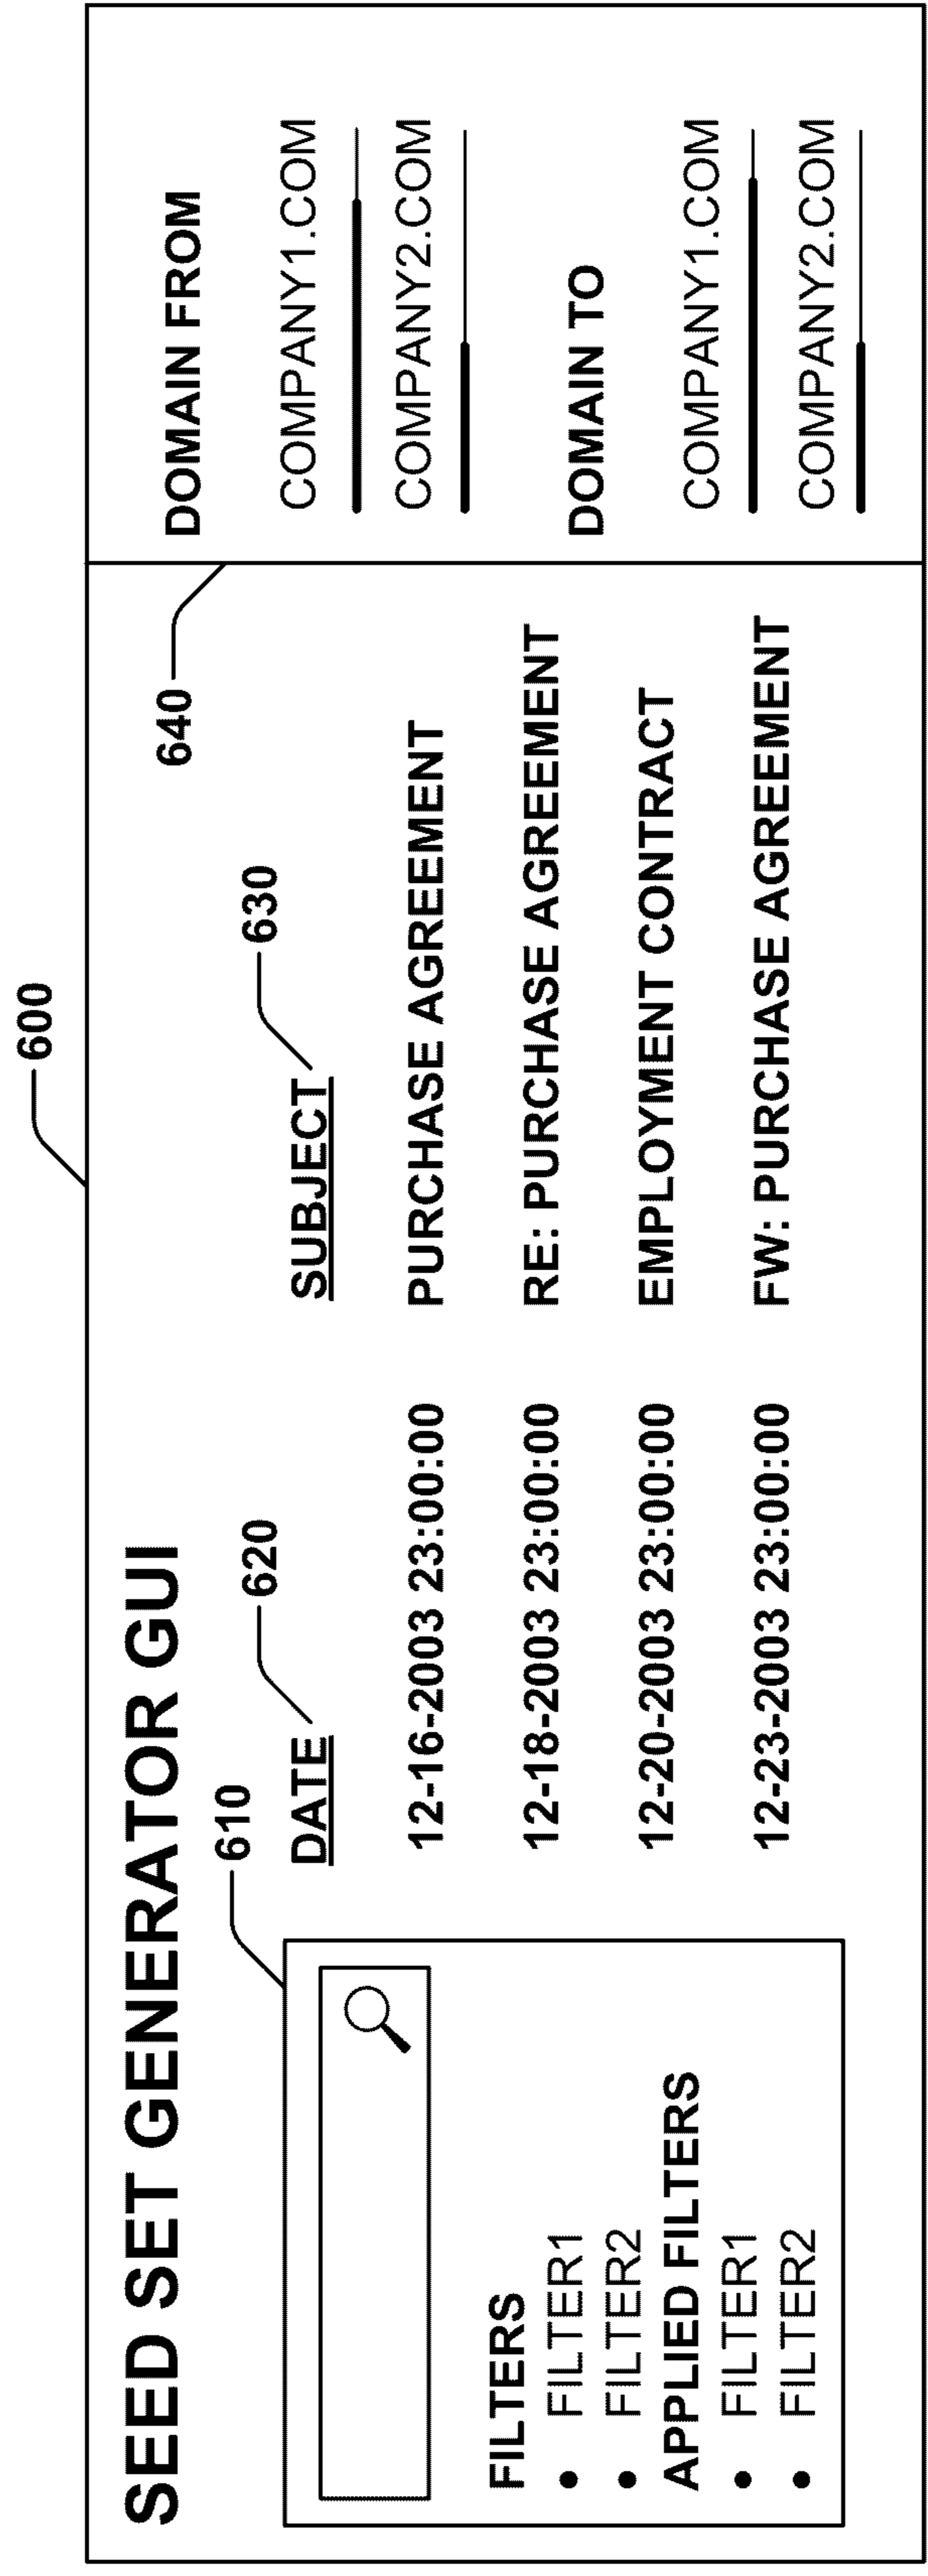 600
SEED SET GENERATOR GUI
610
FILTERS
• FILTER1
• FILTER2
APPLIED FILTERS
• FILTER1
• FILTER2
620
630
DATE SUBJECT
12-16-2003 23:00:00 PURCHASE AGREEMENT
12-18-2003 23:00:00 RE: PURCHASE AGREEMENT
12-20-2003 23:00:00 EMPLOYMENT CONTRACT
12-23-2003 23:00:00 FW: PURCHASE AGREEMENT
640
DOMAIN FROM
COMPANY1.COM
COMPANY2.COM
DOMAIN TO
COMPANY1.COM
COMPANY2.COM